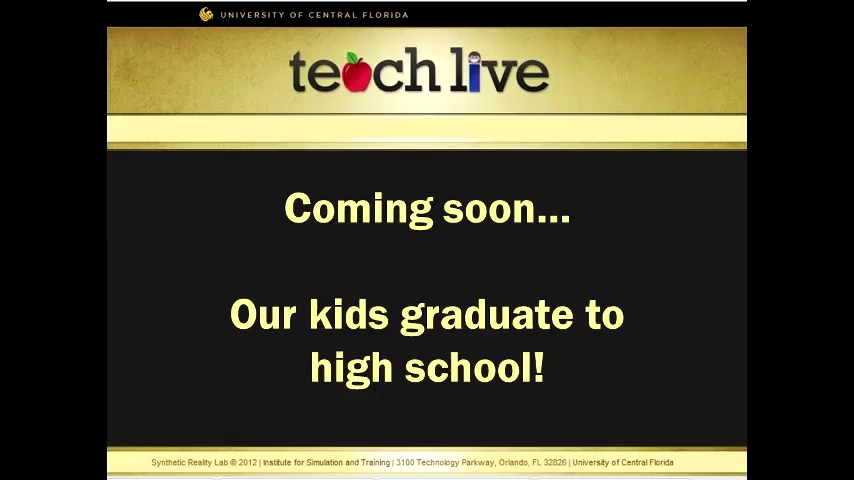 UNIVERSITY OF CENTRAL FLORIDA
teach live
Coming soon...
Our kids graduate to
high school!
Synthetic Reality Lab © 2012 | Institute for Simulation and Training | 3100 Technology Parkway, Orlando, FL 32826 | University of Central Florida